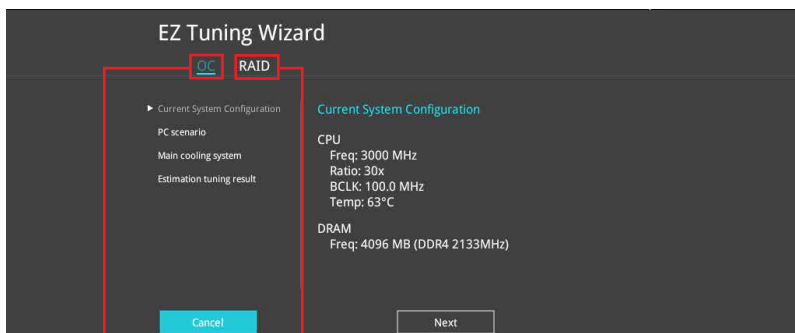 EZ Tuning Wizard
OC RAID
Current System Configuration
PC scenario
Main cooling system
Estimation tuning result
Current System Configuration
CPU
Freq: 3000 MHz
Ratio: 30x
BCLK: 100.0 MHz
Temp: 63°C
DRAM
Freq: 4096 MB (DDR4 2133MHz)
Cancel Next